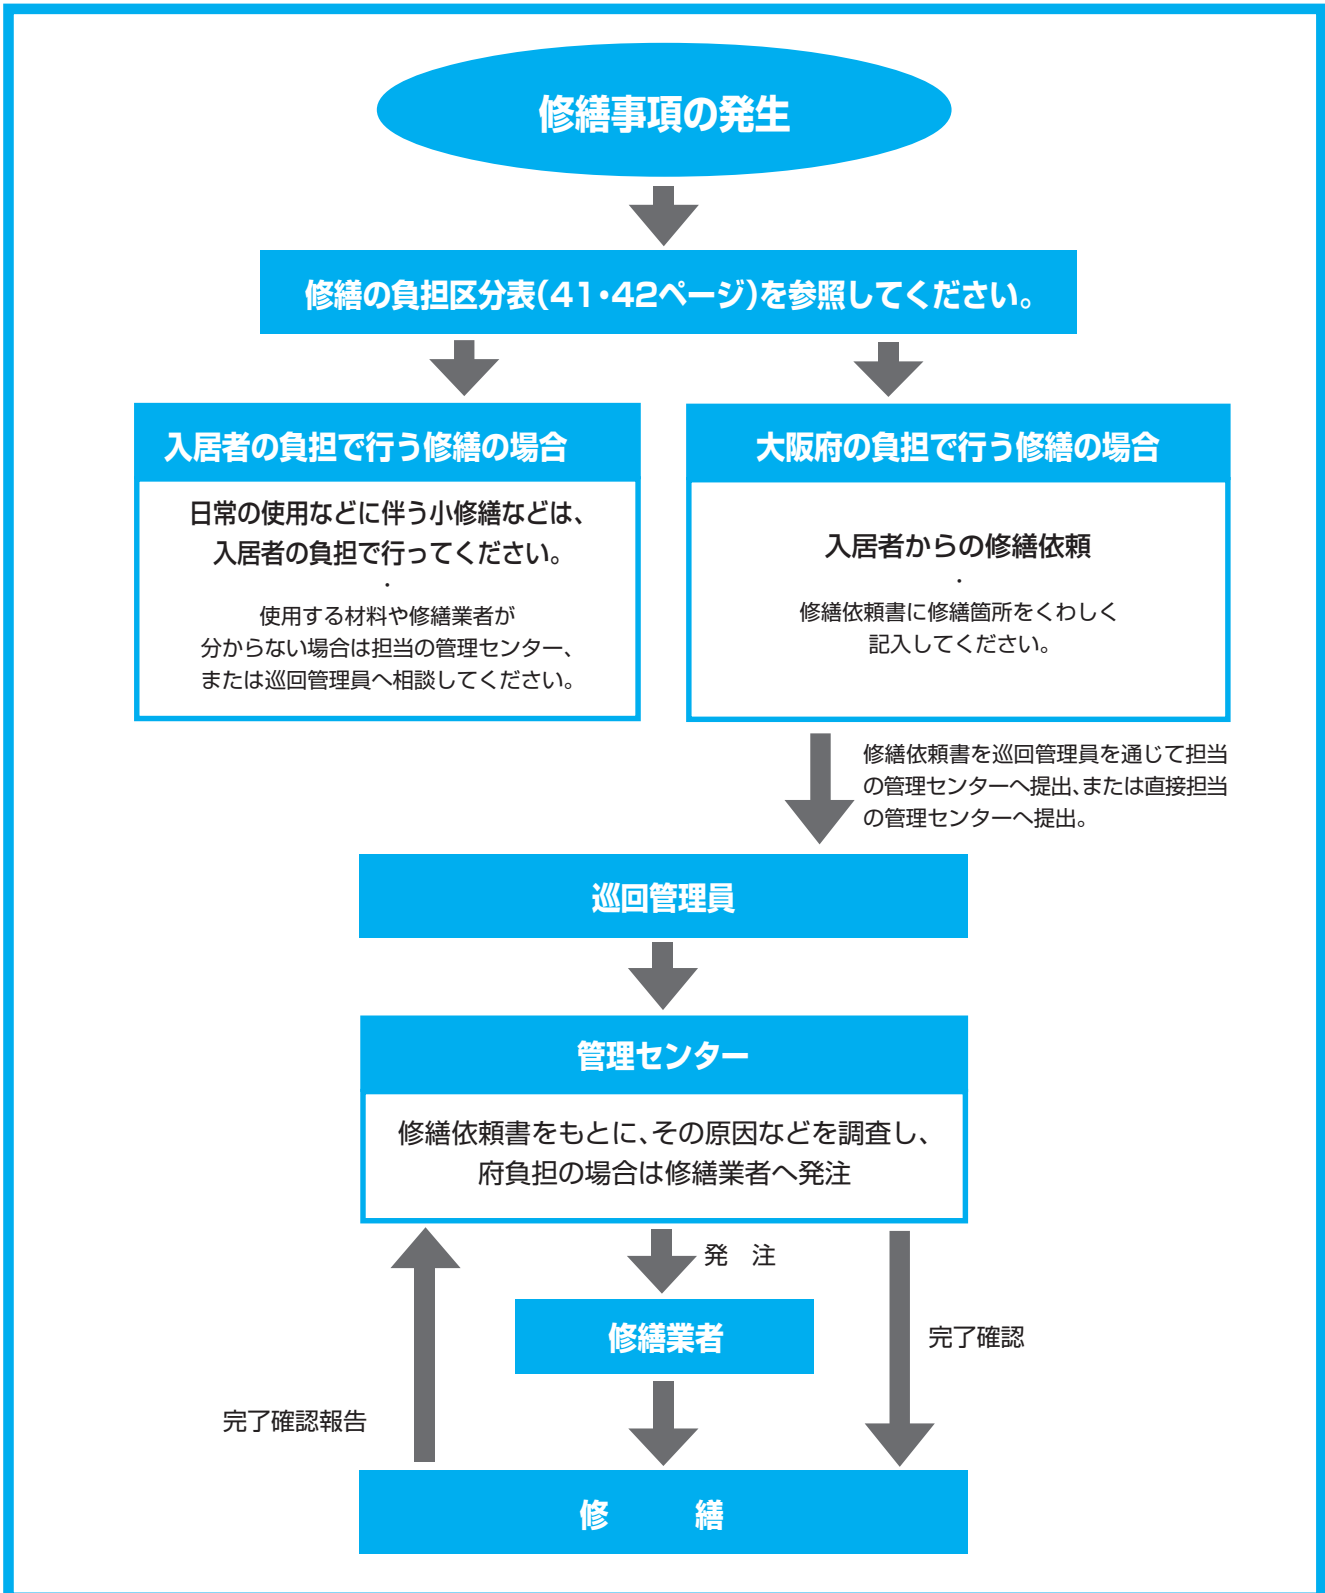 修繕事項の発生
修繕の負担区分表(41・42ページ)を参照してください。
入居者の負担で行う修繕の場合
日常の使用などに伴う小修繕などは、
入居者の負担で行ってください。
・
使用する材料や修繕業者が
分からない場合は担当の管理センター、
または巡回管理員へ相談してください。
大阪府の負担で行う修繕の場合
入居者からの修繕依頼
・
修繕依頼書に修繕箇所をくわしく
記入してください。
修繕依頼書を巡回管理員を通じて担当
の管理センターへ提出、または直接担当
の管理センターへ提出。
巡回管理員
管理センター
修繕依頼書をもとに、その原因などを調査し、
府負担の場合は修繕業者へ発注
発　注
修繕業者
完了確認
完了確認報告
修　　繕